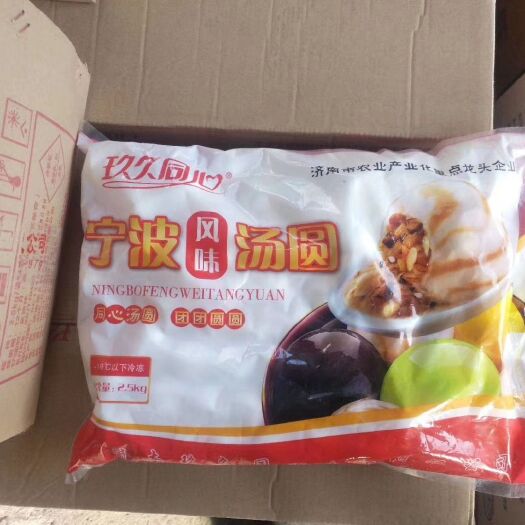 玖久同心®
济南市农业产业化重点龙头企业
宁波风味汤圆
NINGBOFENGWEITANGYUAN
同心汤圆 团团圆圆
-18℃以下冷冻
量：2.5kg